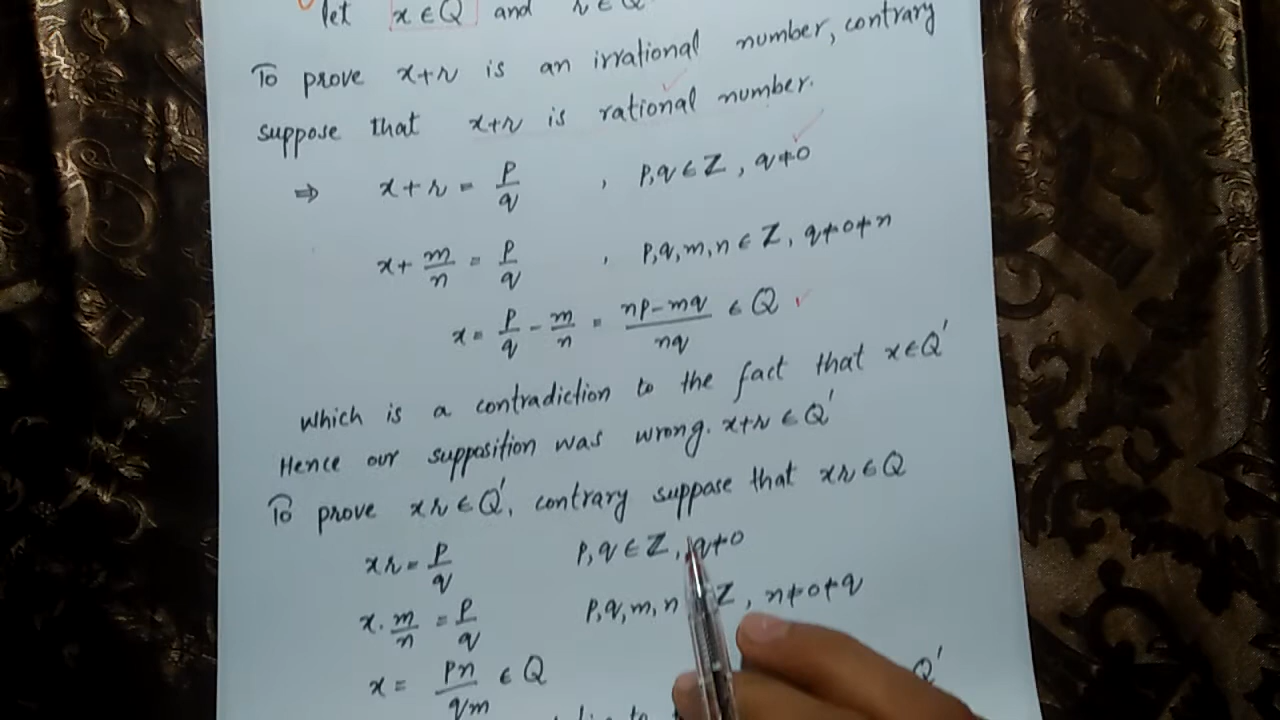 let x ∈ Q and r ∈ Q
To prove x+r is an irrational number, contrary
suppose that x+r is rational number.
⇒ x+r = p/q , p,q ∈ Z, q≠0
x+ m/n = p/q , p,q,m,n ∈ Z, q≠0≠n
x = p/q - m/n = (np-mq)/nq ∈ Q ✓
which is a contradiction to the fact that x∈Q'
Hence our supposition was wrong. x+r ∈ Q'
To prove xr ∈ Q', contrary suppose that xr ∈ Q
xr = p/q p,q ∈ Z, q≠0
x. m/n = p/q p,q,m,n Z, n≠0≠q
x = pn/qm ∈ Q
Q'